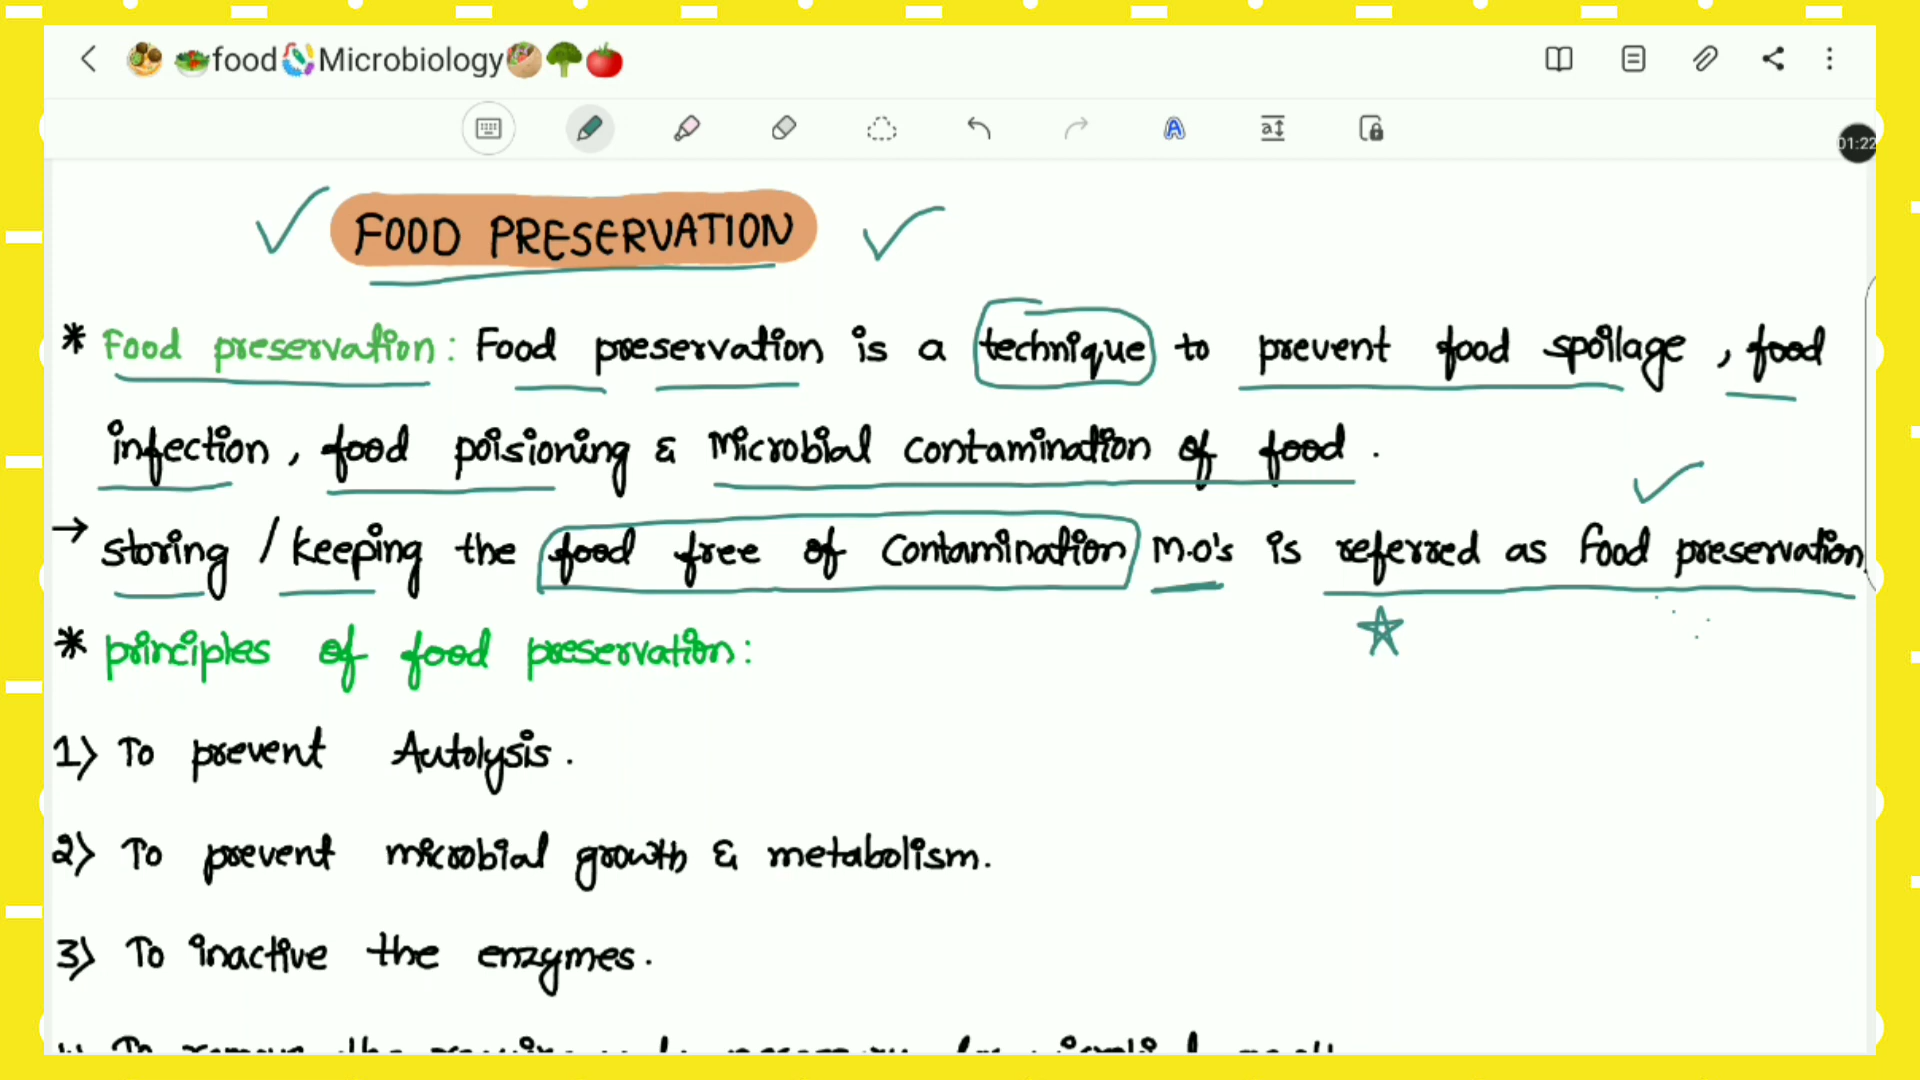 food Microbiology
01:22
FOOD PRESERVATION
* Food preservation: Food preservation is a technique to prevent food spoilage, food
infection, food poisioning & Microbial contamination of food.
→ storing / keeping the food free of Contamination M.O's is referred as food preservation
* principles of food preservation:
1) To prevent Autolysis.
2) To prevent microbial growth & metabolism.
3) To inactive the enzymes.